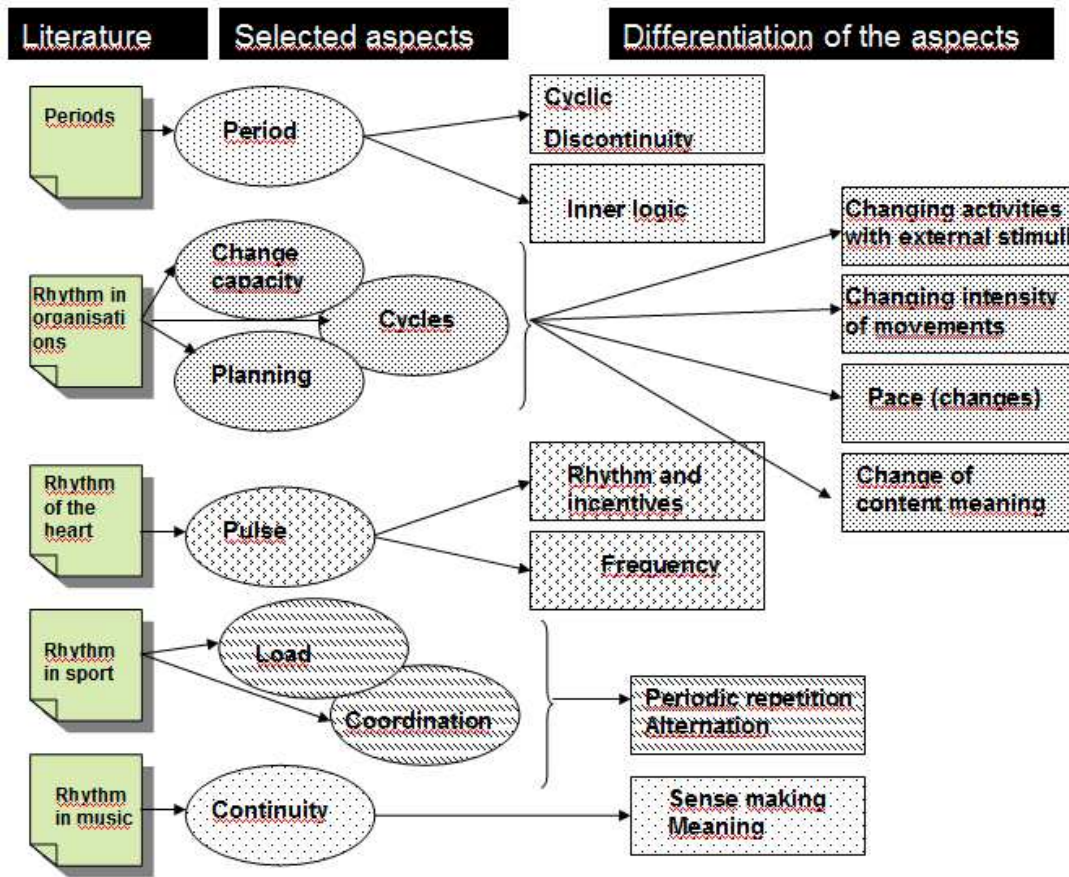 Literature
Selected aspects
Differentiation of the aspects
Periods
Period
Cyclic
Discontinuity
Inner logic
Rhythm in
organisati
ons
Change
capacity
Cycles
Planning
Changing activities
with external stimuli
Changing intensity
of movements
Pace (changes)
Change of
content meaning
Rhythm
of the
heart
Pulse
Rhythm and
incentives
Frequency
Rhythm
in sport
Load
Coordination
Periodic repetition
Alternation
Rhythm
in music
Continuity
Sense making
Meaning